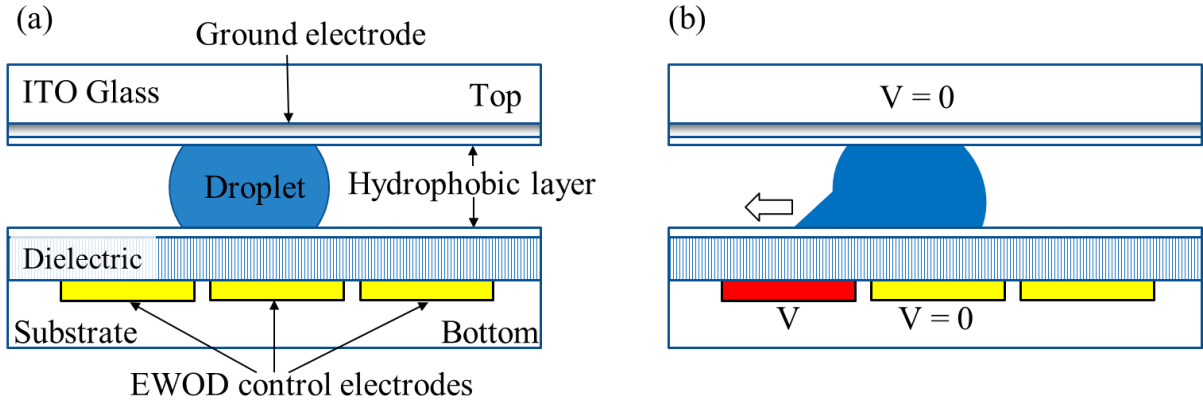 (a)
Ground electrode
ITO Glass
Top
Droplet
Hydrophobic layer
Dielectric
Substrate
Bottom
EWOD control electrodes
(b)
V = 0
V
V = 0